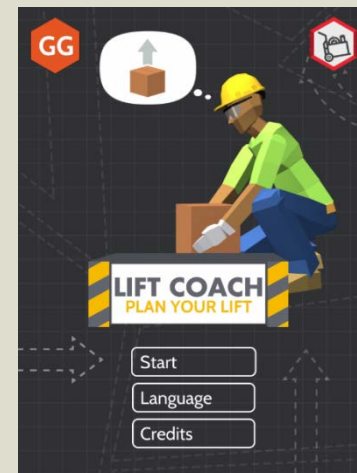 GG
LIFT COACH
PLAN YOUR LIFT
Start
Language
Credits